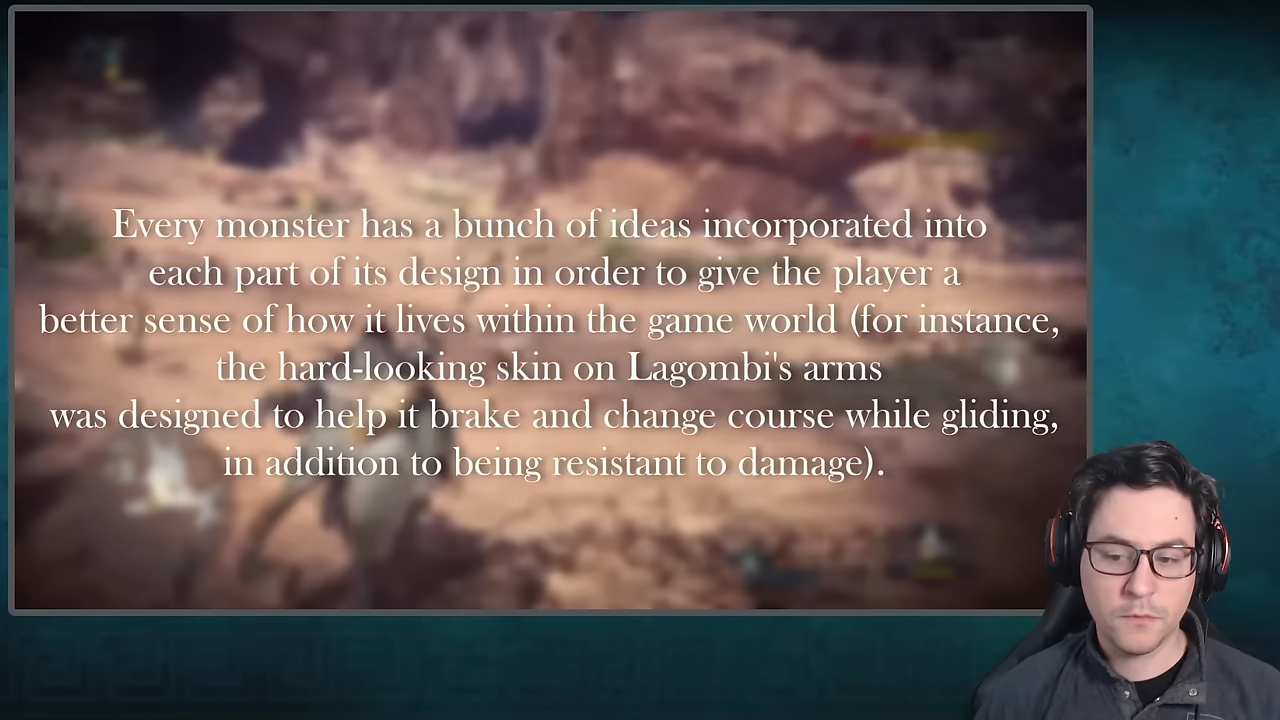 Every monster has a bunch of ideas incorporated into
each part of its design in order to give the player a
better sense of how it lives within the game world (for instance,
the hard-looking skin on Lagombi's arms
was designed to help it brake and change course while gliding,
in addition to being resistant to damage).